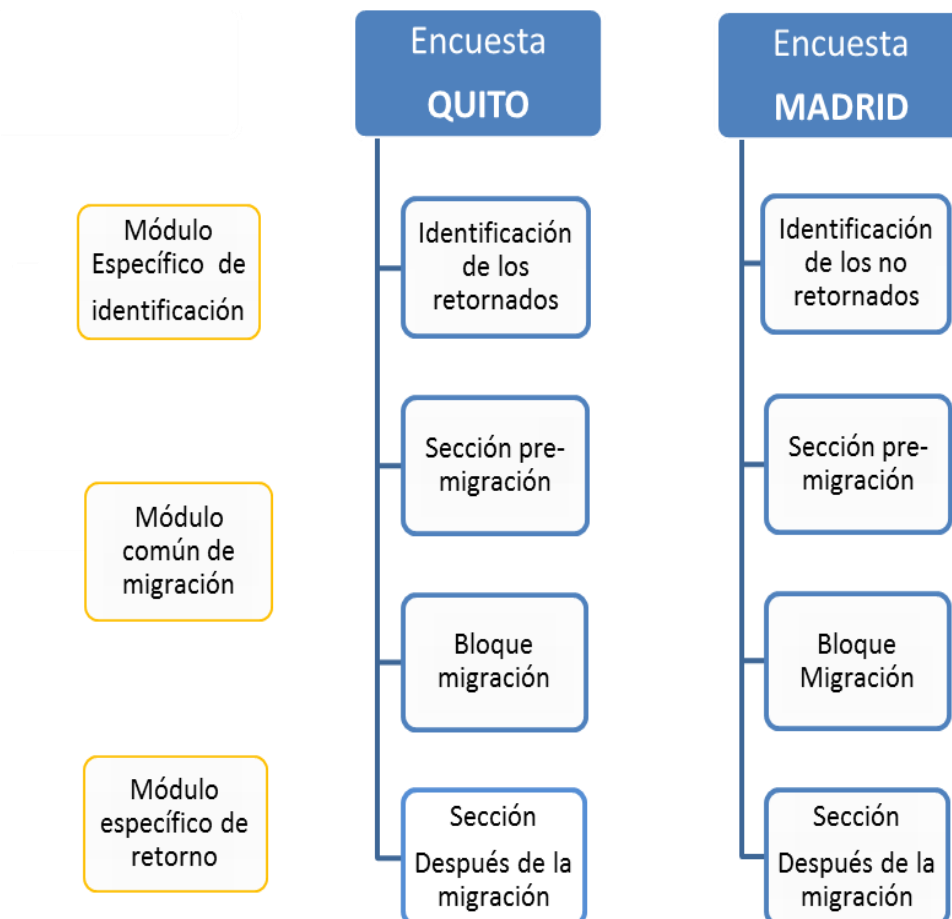 Encuesta
QUITO
Encuesta
MADRID
Módulo
Específico de
identificación
Identificación
de los
retornados
Identificación
de los no
retornados
Módulo
común de
migración
Sección pre-
migración
Sección pre-
migración
Bloque
migración
Bloque
Migración
Módulo
específico de
retorno
Sección
Después de la
migración
Sección
Después de la
migración